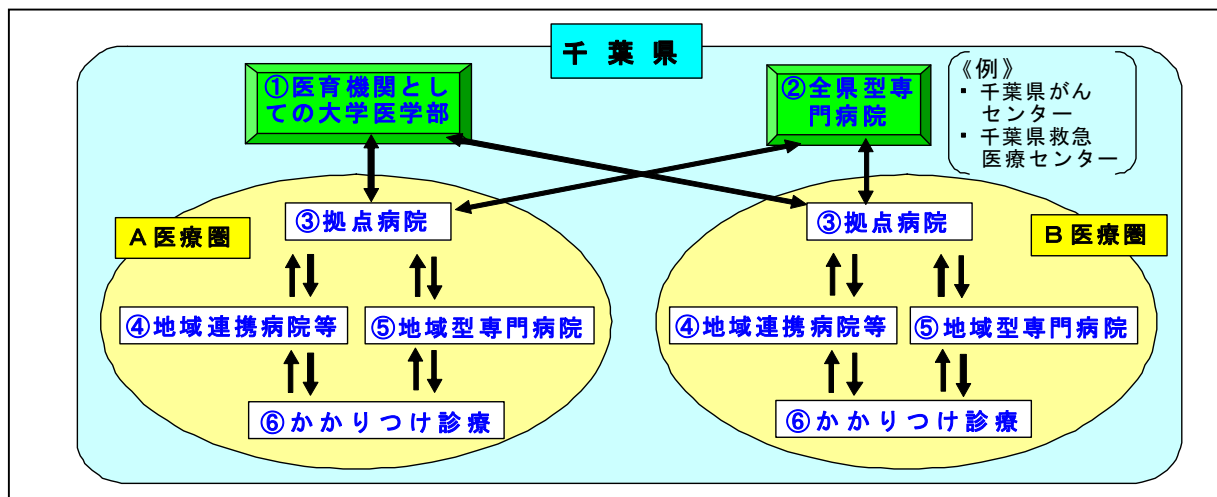 千 葉 県
①医育機関とし
ての大学医学部
②全県型専
門病院
《例》
▪ 千葉県がん
センター
▪ 千葉県救急
医療センター
A医療圏
③拠点病院
④地域連携病院等
⑤地域型専門病院
⑥かかりつけ診療
B医療圏
③拠点病院
④地域連携病院等
⑤地域型専門病院
⑥かかりつけ診療